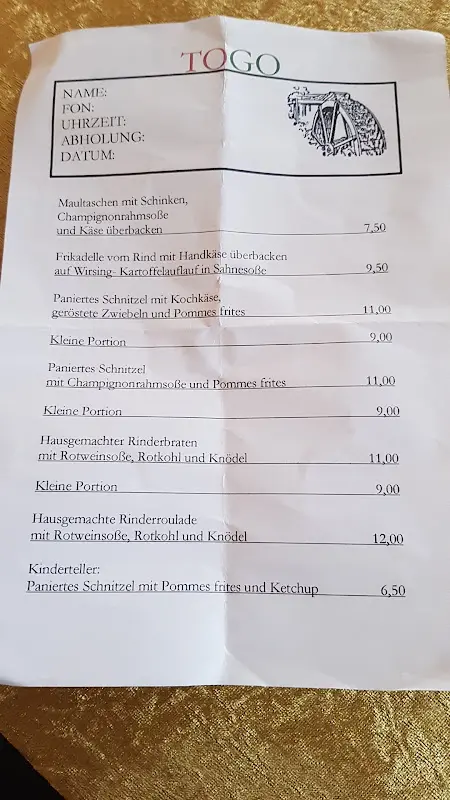 TOGO
NAME:
FON:
UHRZEIT:
ABHOLUNG:
DATUM:
Maultaschen mit Schinken,
Champignonrahmsoße
und Käse überbacken 7,50
Frikadelle vom Rind mit Handkäse überbacken
auf Wirsing- Kartoffelauflauf in Sahnesoße 9,50
Paniertes Schnitzel mit Kochkäse,
geröstete Zwiebeln und Pommes frites 11,00
Kleine Portion 9,00
Paniertes Schnitzel
mit Champignonrahmsoße und Pommes frites 11,00
Kleine Portion 9,00
Hausgemachter Rinderbraten
mit Rotweinsoße, Rotkohl und Knödel 11,00
Kleine Portion 9,00
Hausgemachte Rinderroulade
mit Rotweinsoße, Rotkohl und Knödel 12,00
Kinderteller:
Paniertes Schnitzel mit Pommes frites und Ketchup 6,50